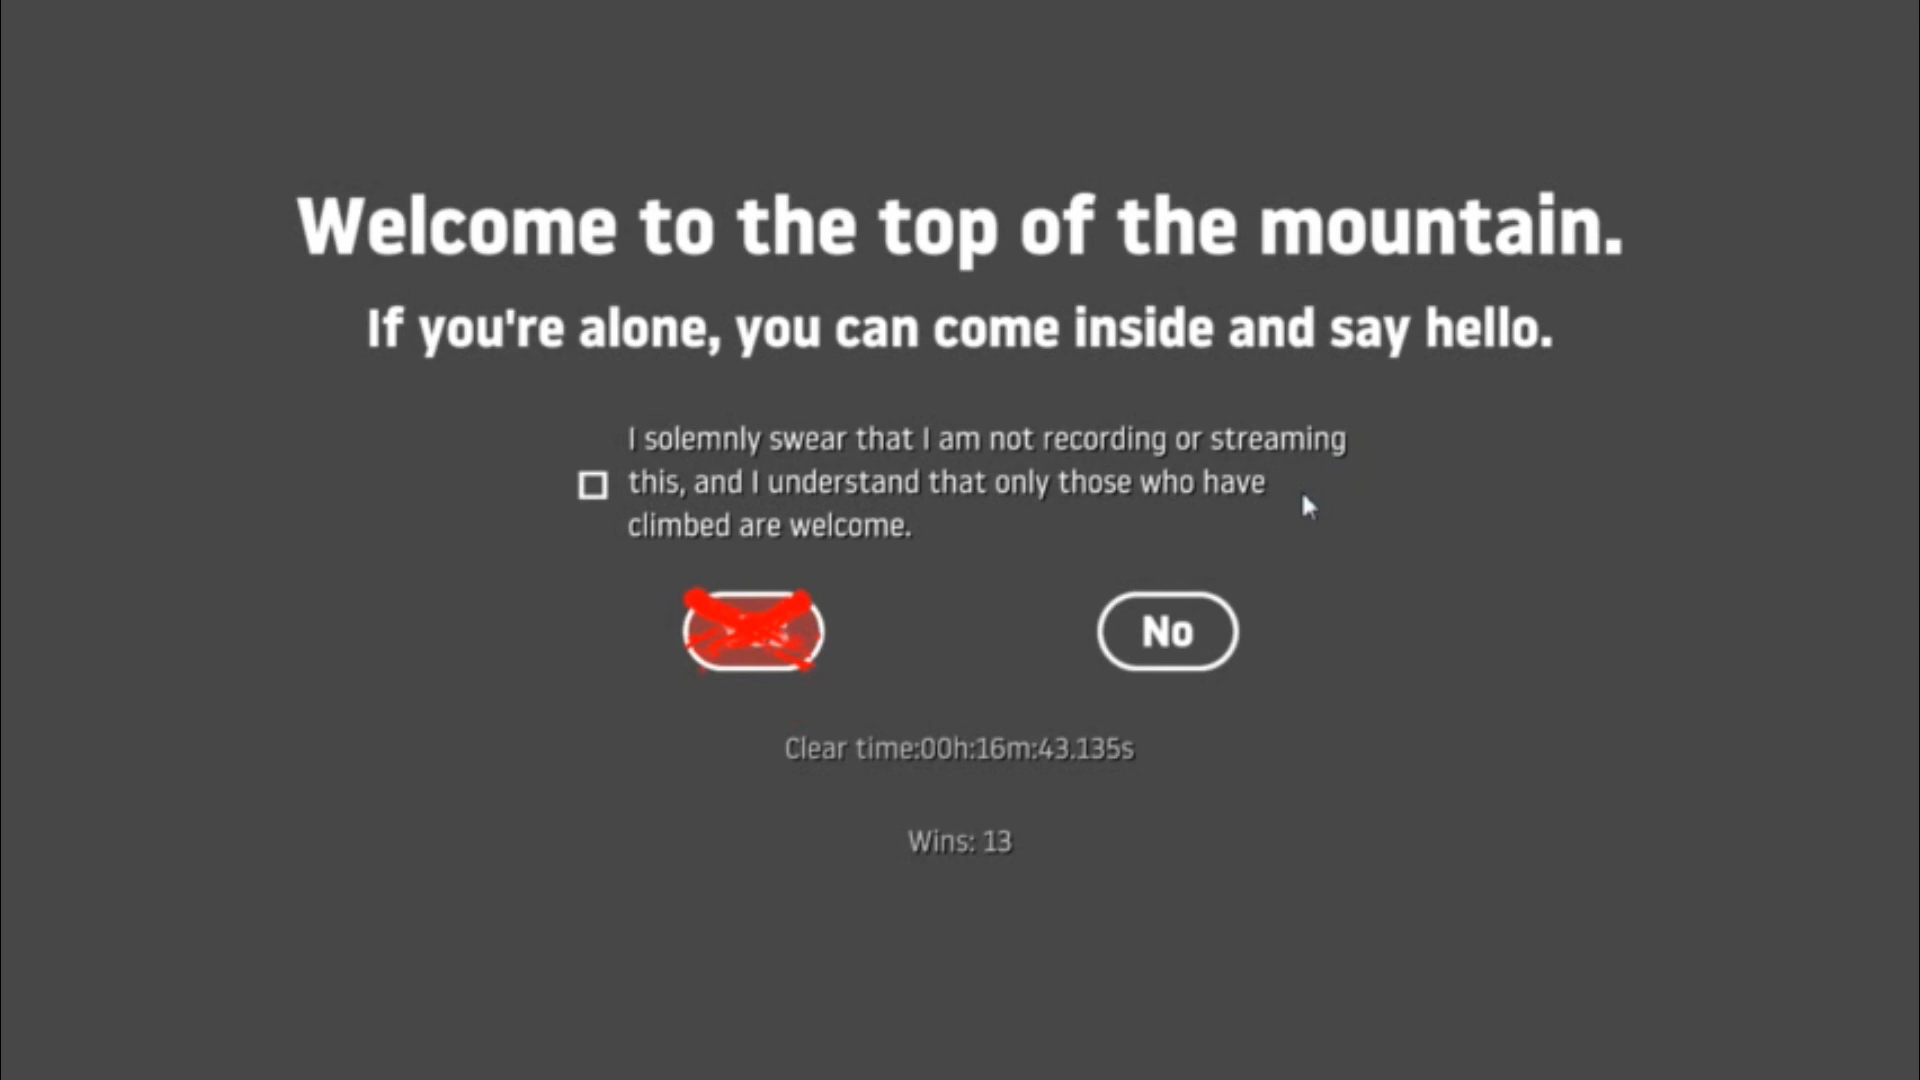 Welcome to the top of the mountain.
If you're alone, you can come inside and say hello.
I solemnly swear that I am not recording or streaming
this, and I understand that only those who have
climbed are welcome.
No
Clear time:00h:16m:43.135s
Wins: 13